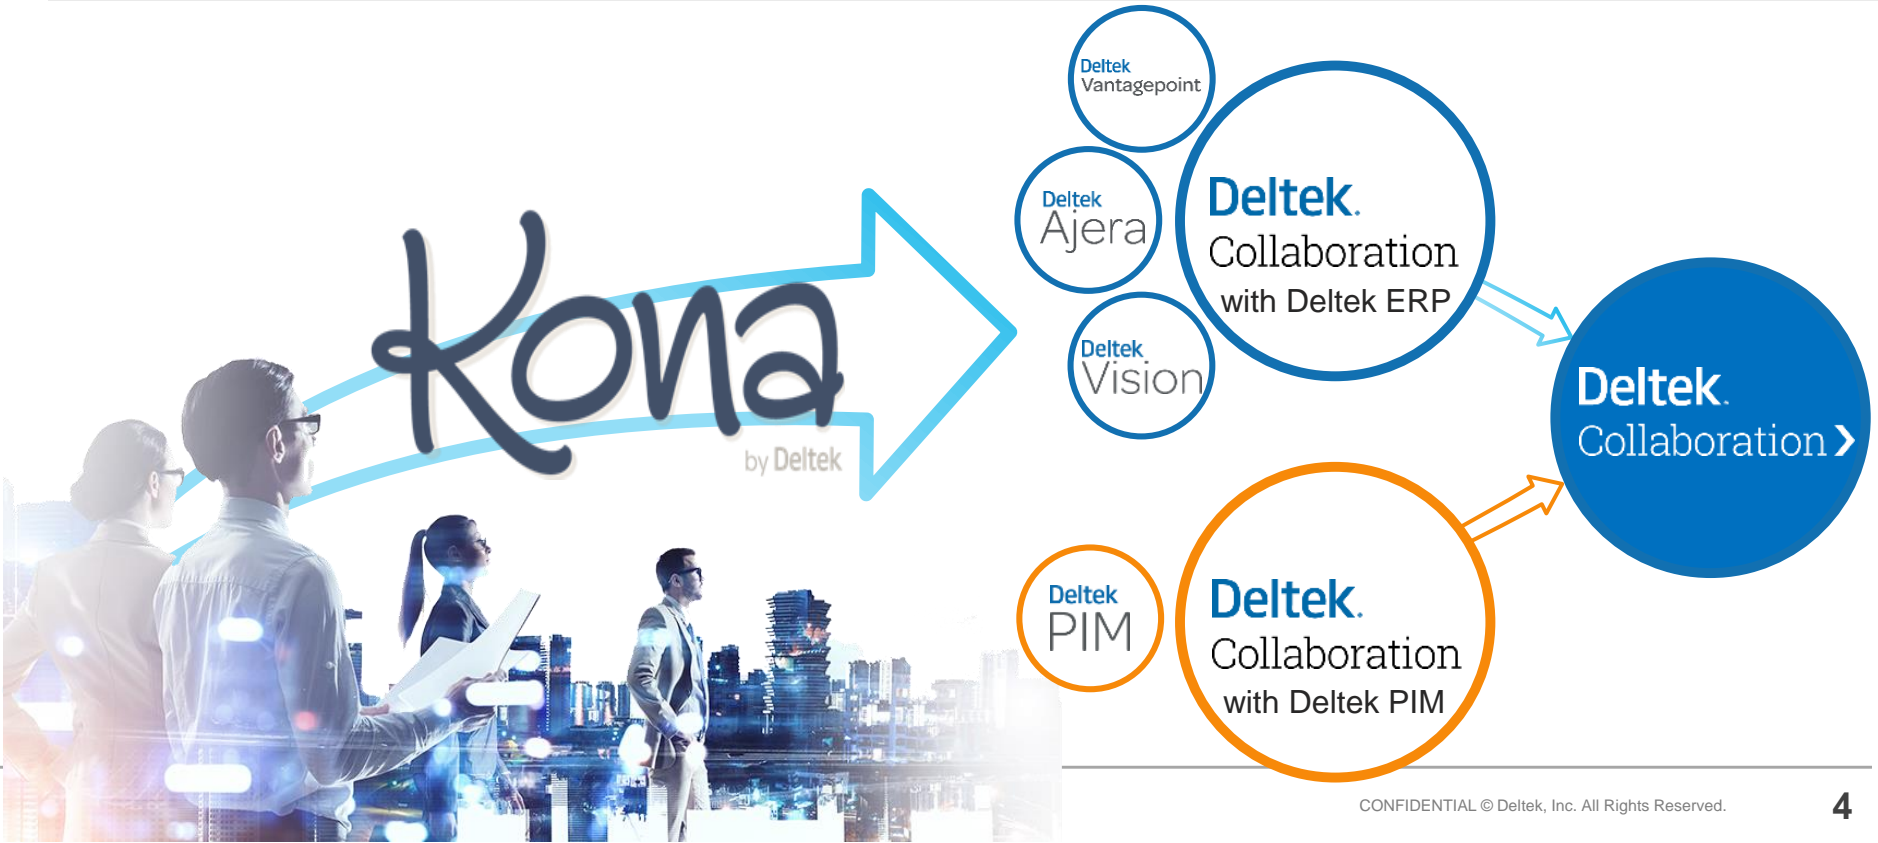 Kona
by Deltek
Deltek
Vantagepoint
Deltek
Ajera
Deltek
Vision
Deltek.
Collaboration
with Deltek ERP
Deltek
PIM
Deltek.
Collaboration
with Deltek PIM
Deltek.
Collaboration
CONFIDENTIAL © Deltek, Inc. All Rights Reserved.
4